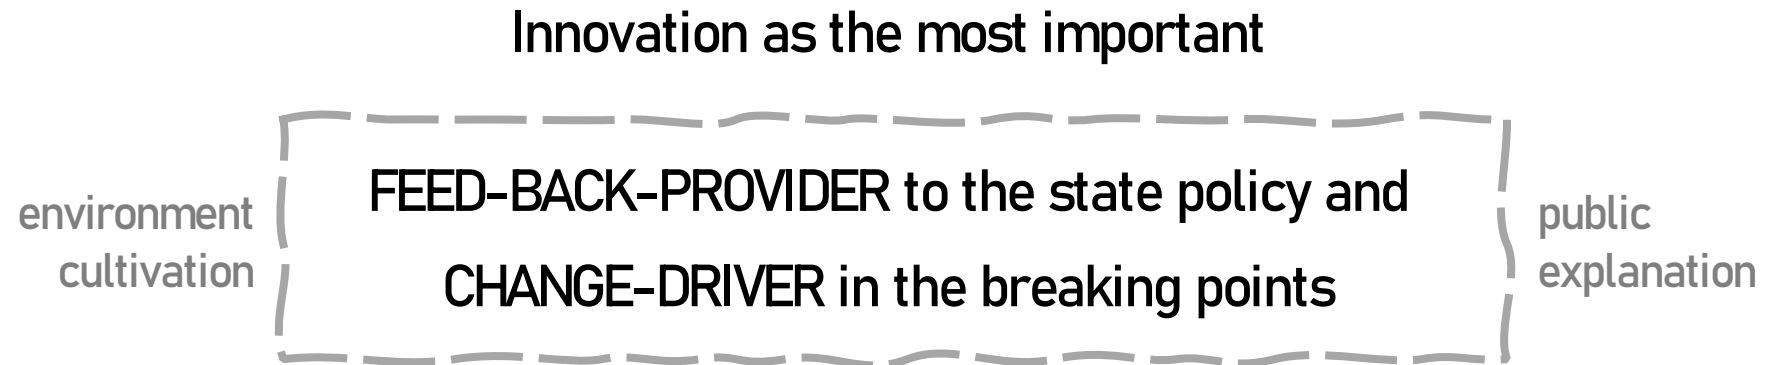 Innovation as the most important
FEED-BACK-PROVIDER to the state policy and
CHANGE-DRIVER in the breaking points
environment
cultivation
public
explanation